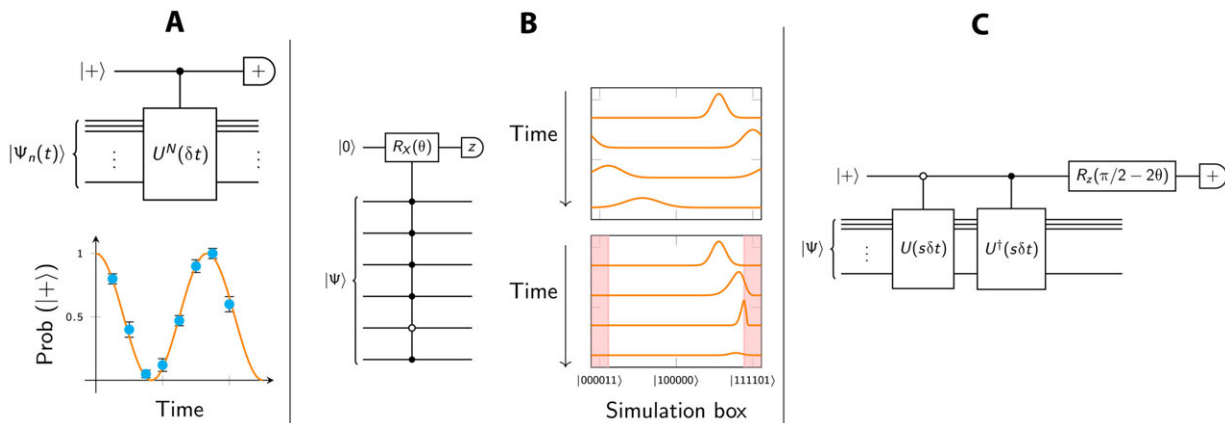 A
|+⟩
+
|Ψₙ(t)⟩
⋮
Uᴺ(δt)
⋮
Prob (|+⟩)
1
0.5
Time
B
|0⟩
R_X(θ)
z
|Ψ⟩
Time
Time
|000011⟩ |100000⟩ |111101⟩
Simulation box
C
|+⟩
R_z(π/2 − 2θ)
+
|Ψ⟩
⋮
U(sδt)
U†(sδt)